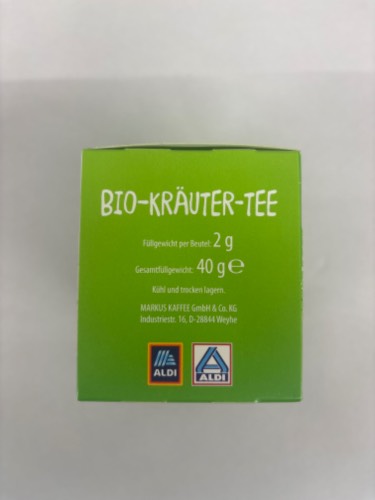 BIO-KRÄUTER-TEE
Füllgewicht per Beutel: 2 g
Gesamtfüllgewicht: 40 g ℮
Kühl und trocken lagern.
MARKUS KAFFEE GmbH & Co. KG
Industriestr. 16, D-28844 Weyhe
ALDI ALDI